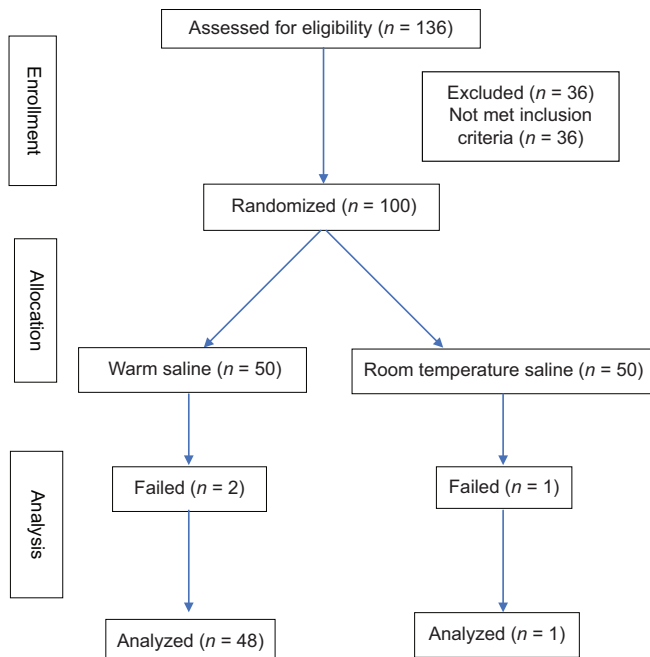 Assessed for eligibility (n = 136)
Enrollment
Excluded (n = 36)
Not met inclusion
criteria (n = 36)
Randomized (n = 100)
Allocation
Warm saline (n = 50)
Room temperature saline (n = 50)
Analysis
Failed (n = 2)
Failed (n = 1)
Analyzed (n = 48)
Analyzed (n = 1)